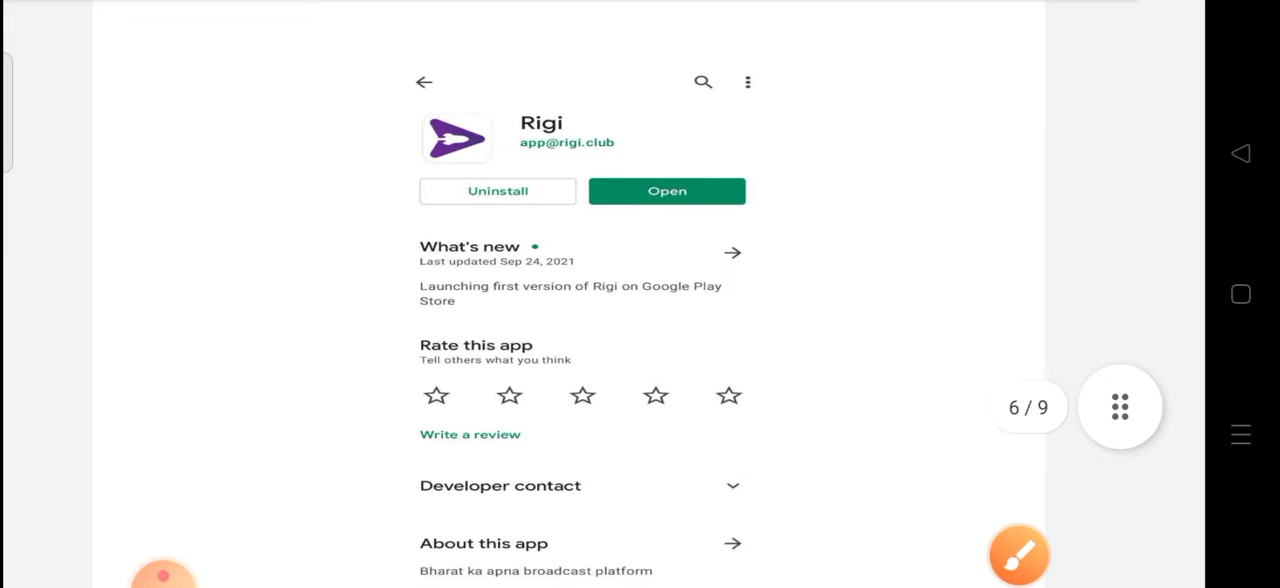 Rigi
app@rigi.club
Uninstall
Open
What's new
Last updated Sep 24, 2021
Launching first version of Rigi on Google Play
Store
Rate this app
Tell others what you think
Write a review
6 / 9
Developer contact
About this app
Bharat ka apna broadcast platform